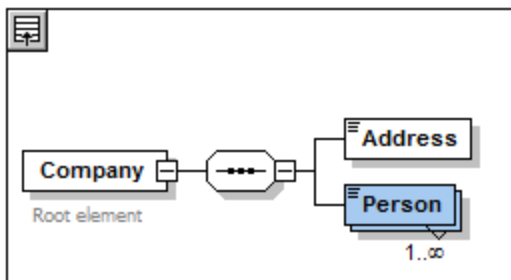 Company
Root element
Address
Person
1..∞